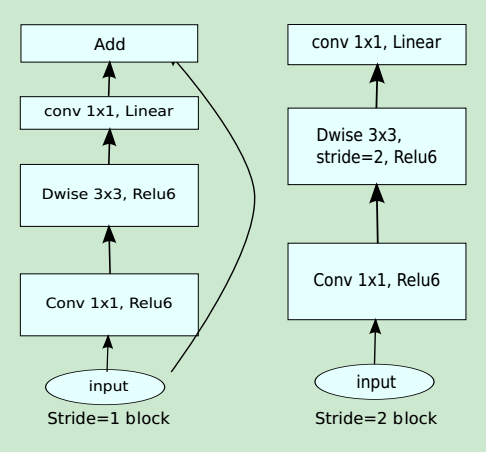 Add
conv 1x1, Linear
Dwise 3x3, Relu6
Conv 1x1, Relu6
input
Stride=1 block
conv 1x1, Linear
Dwise 3x3,
stride=2, Relu6
Conv 1x1, Relu6
input
Stride=2 block